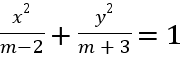 x²/(m−2) + y²/(m + 3) = 1